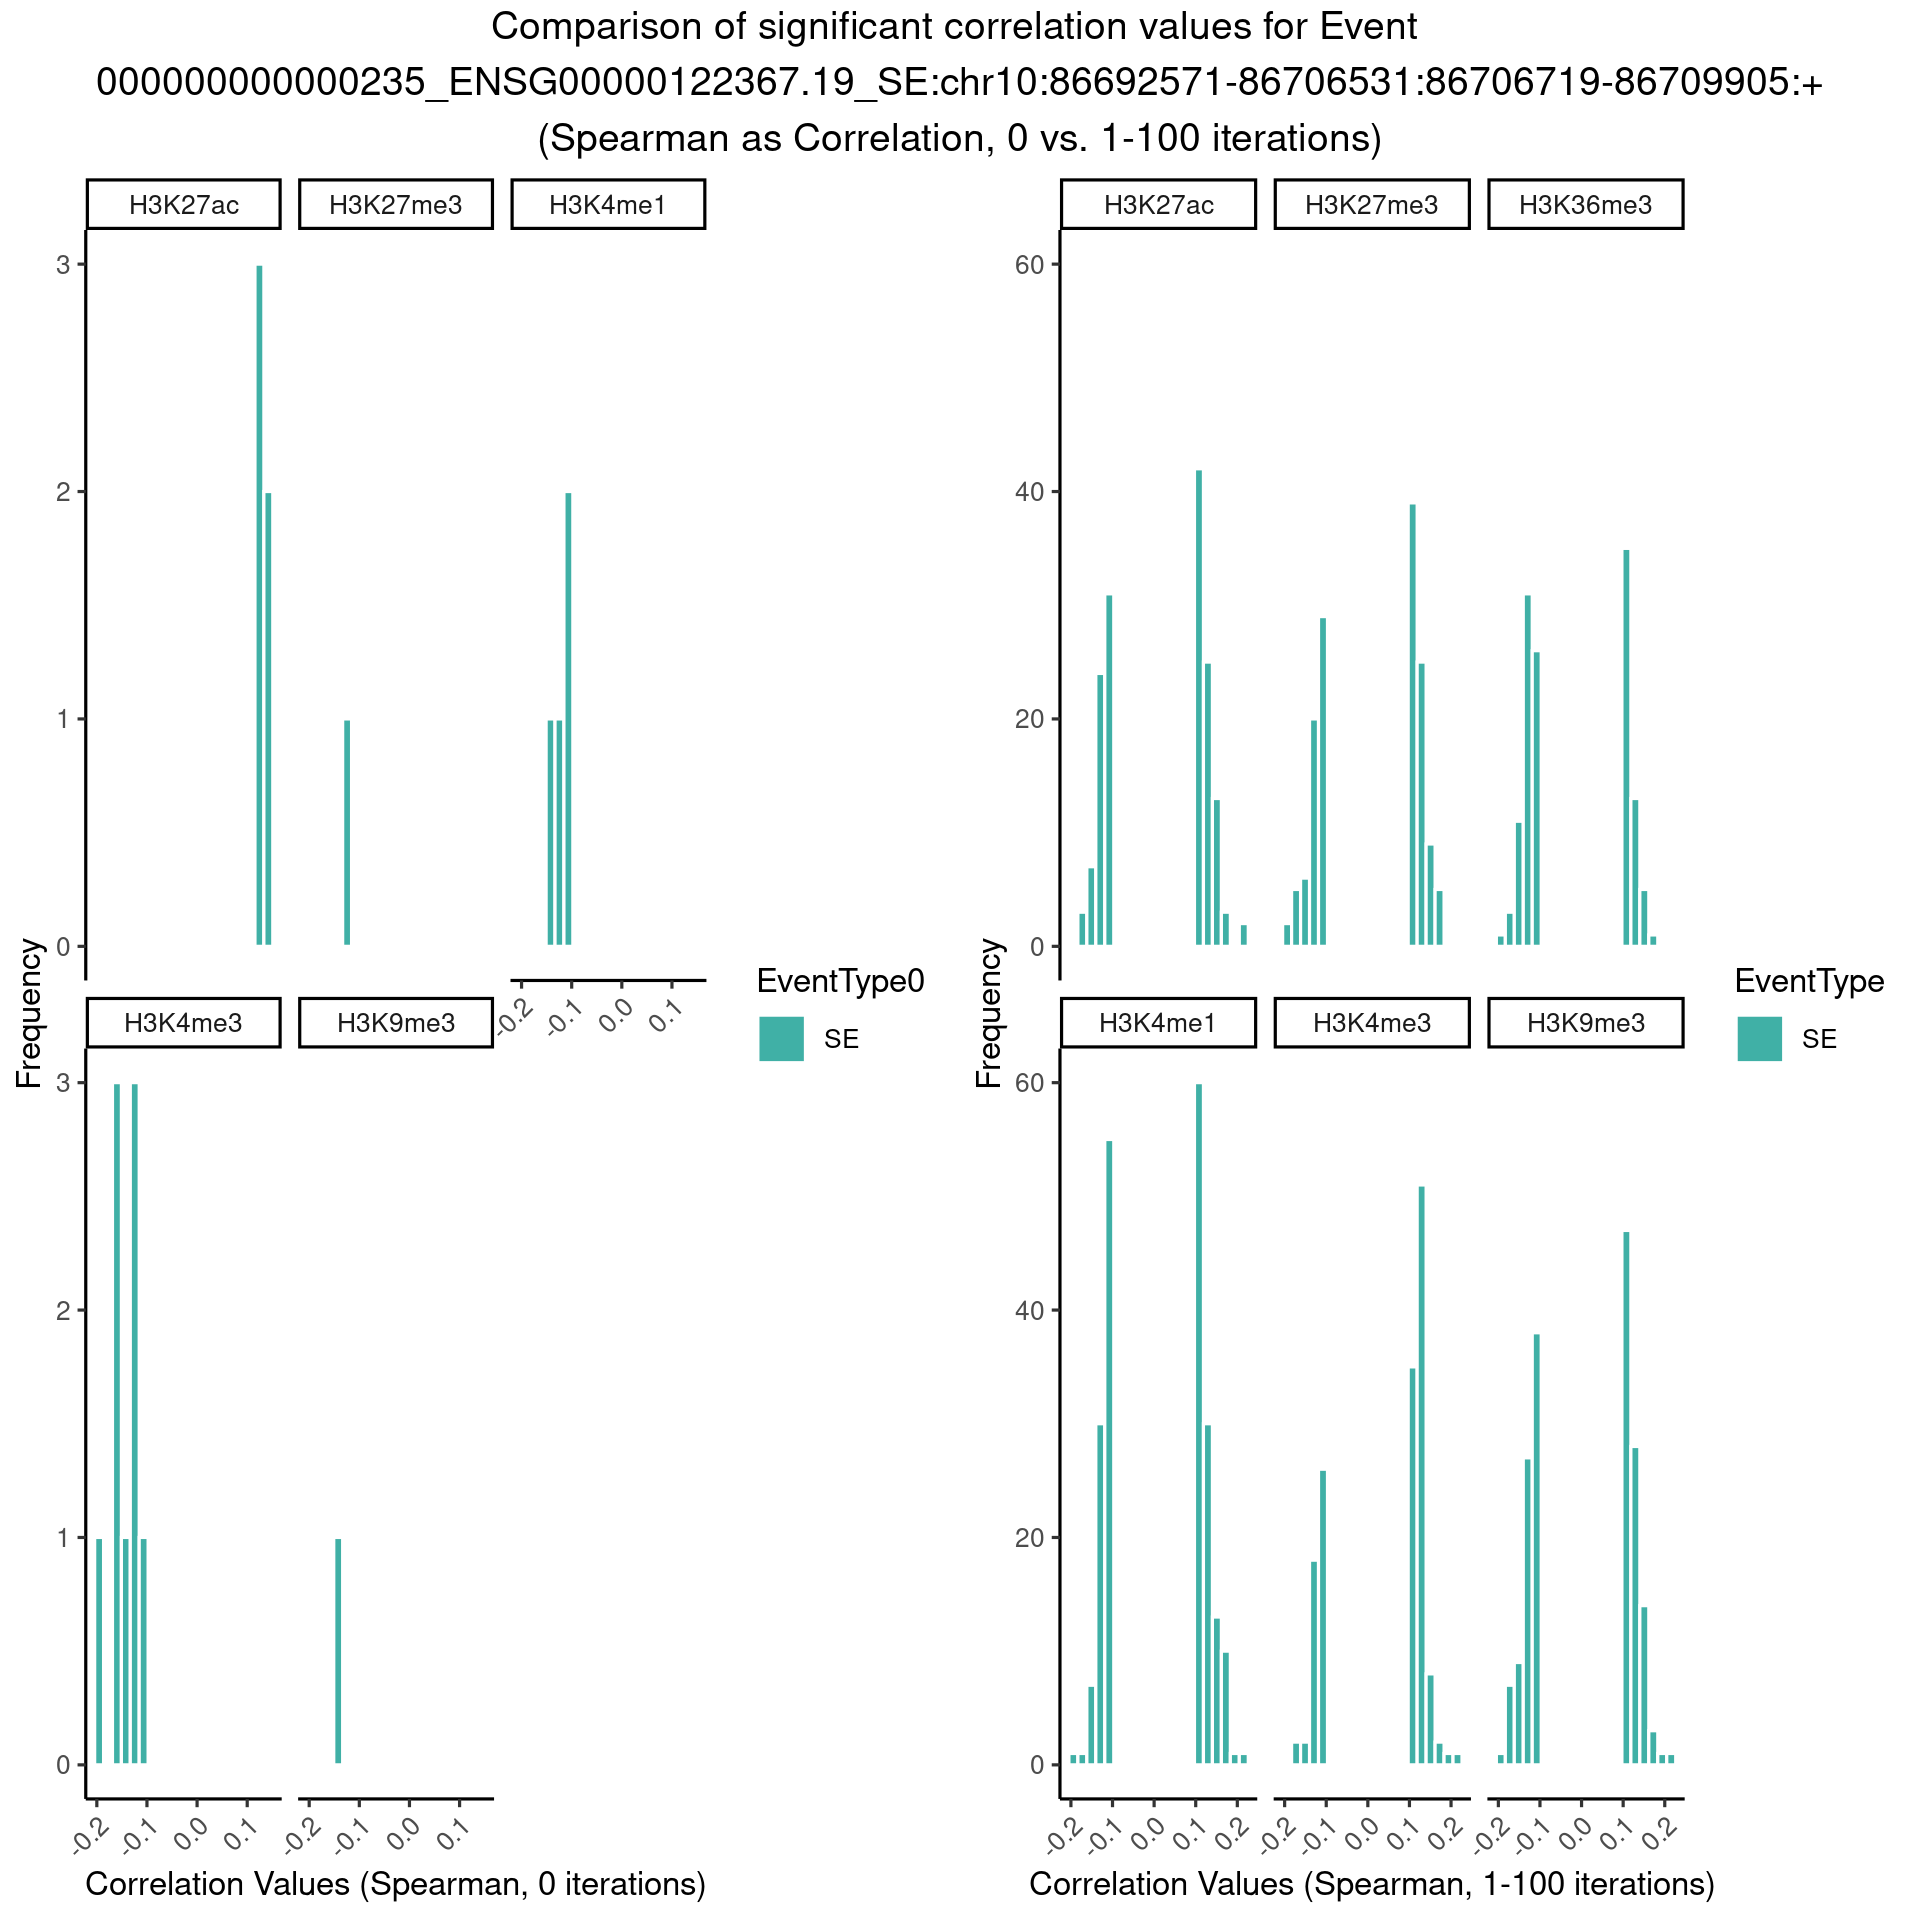 Comparison of significant correlation values for Event
000000000000235_ENSG00000122367.19_SE:chr10:86692571-86706531:86706719-86709905:+
(Spearman as Correlation, 0 vs. 1-100 iterations)
H3K27ac H3K27me3 H3K4me1
3
2
1
0
-0.2 -0.1 0.0 0.1
H3K4me3 H3K9me3
3
2
1
0
-0.2 -0.1 0.0 0.1 -0.2 -0.1 0.0 0.1
Frequency
Correlation Values (Spearman, 0 iterations)
EventType0
SE
H3K27ac H3K27me3 H3K36me3
60
40
20
0
H3K4me1 H3K4me3 H3K9me3
60
40
20
0
-0.2 -0.1 0.0 0.1 0.2 -0.2 -0.1 0.0 0.1 0.2 -0.2 -0.1 0.0 0.1 0.2
Frequency
Correlation Values (Spearman, 1-100 iterations)
EventType
SE